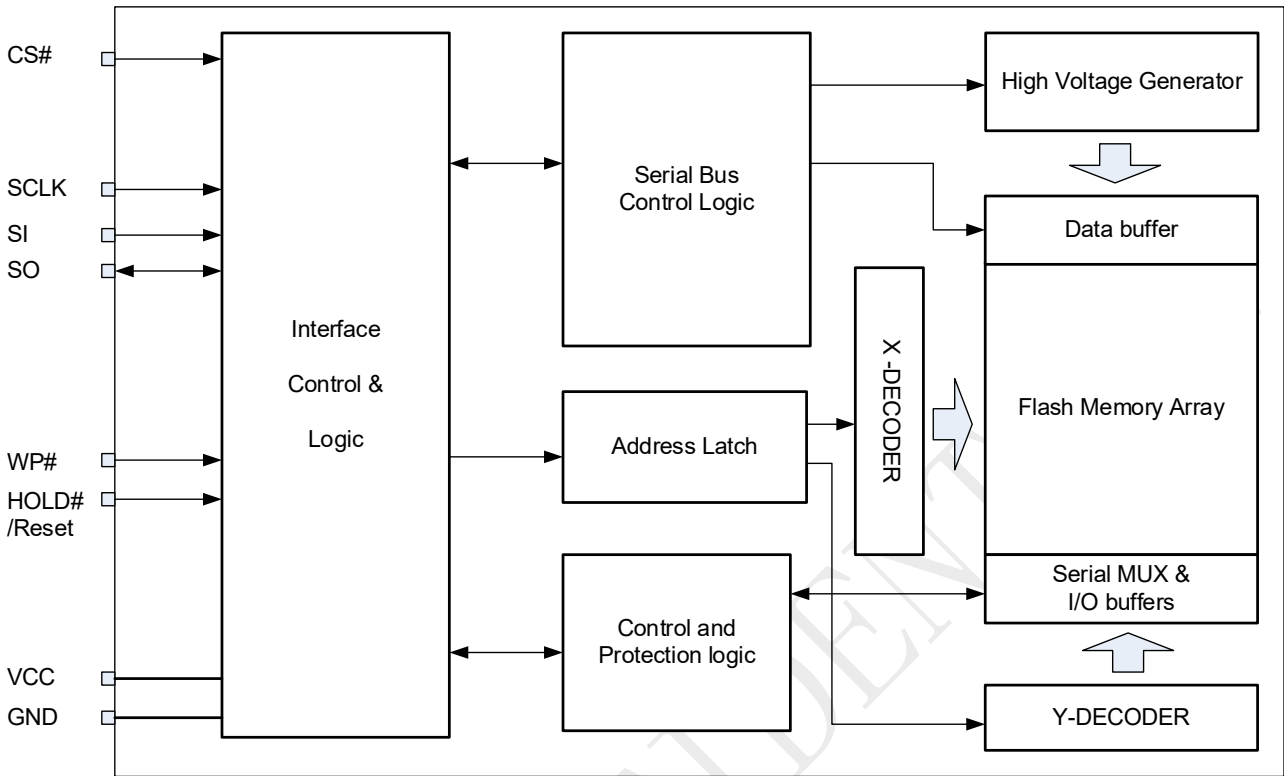 CS#
SCLK
SI
SO
WP#
HOLD#
/Reset
VCC
GND
Interface
Control &
Logic
Serial Bus
Control Logic
Address Latch
Control and
Protection logic
X -DECODER
High Voltage Generator
Data buffer
Flash Memory Array
Serial MUX &
I/O buffers
Y-DECODER